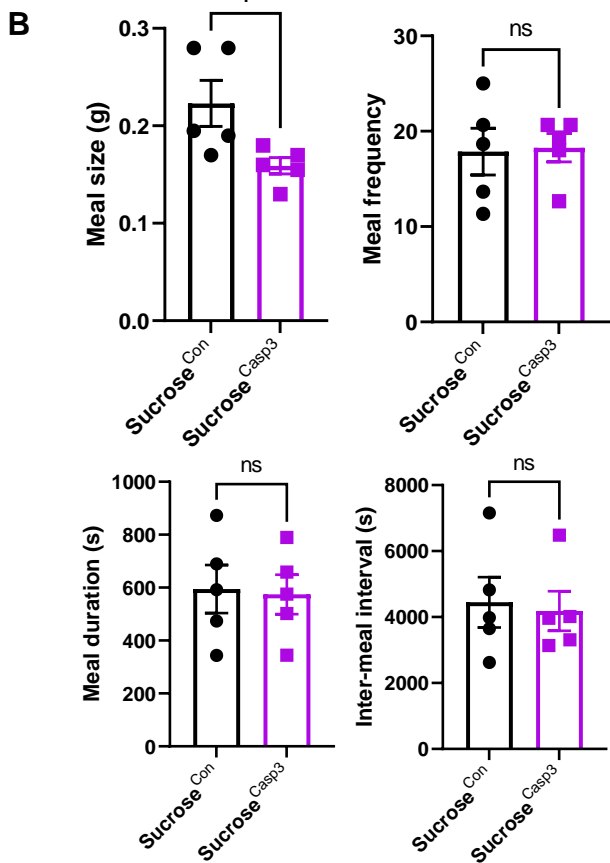 B
Meal size (g)
0.3
0.2
0.1
0.0
Sucrose^Con
Sucrose^Casp3
Meal frequency
30
20
10
0
ns
Sucrose^Con
Sucrose^Casp3
Meal duration (s)
1000
800
600
400
200
0
ns
Sucrose^Con
Sucrose^Casp3
Inter-meal interval (s)
8000
6000
4000
2000
0
ns
Sucrose^Con
Sucrose^Casp3